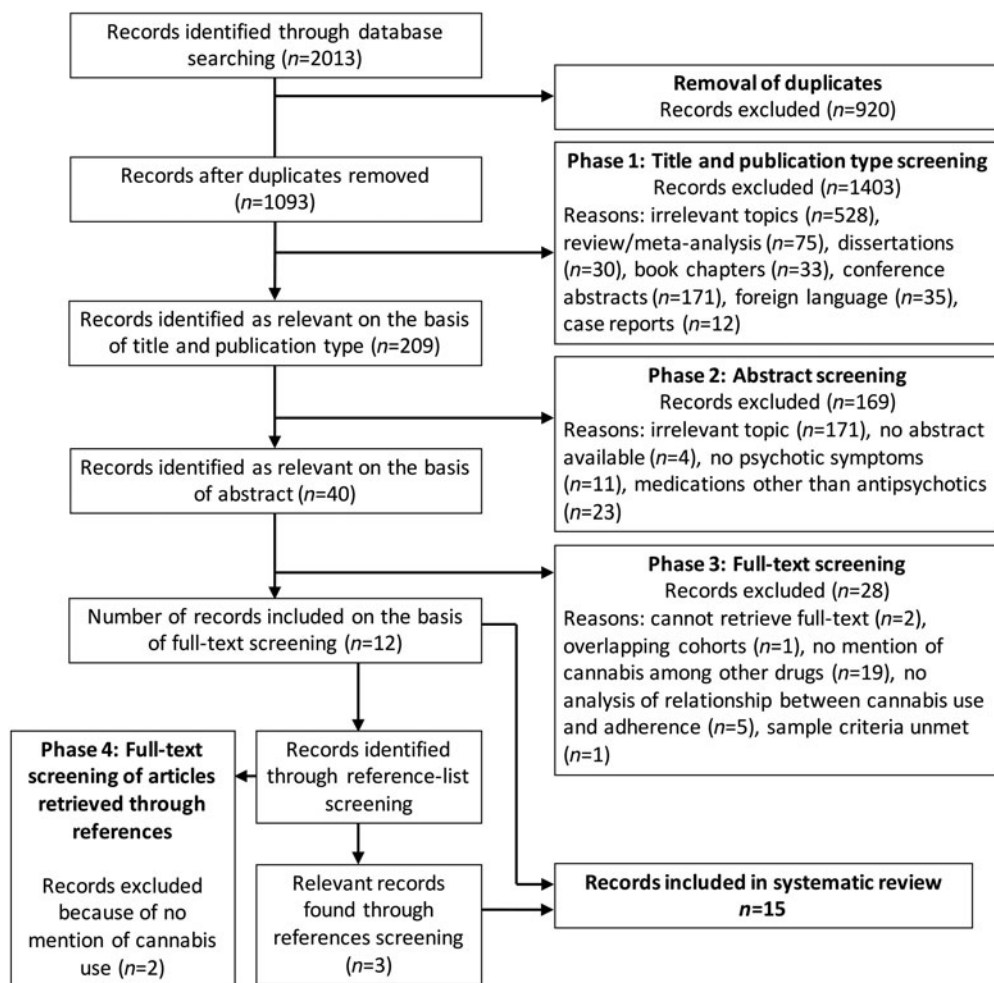 Records identified through database
searching (n=2013)
Removal of duplicates
Records excluded (n=920)
Records after duplicates removed
(n=1093)
Phase 1: Title and publication type screening
Records excluded (n=1403)
Reasons: irrelevant topics (n=528),
review/meta-analysis (n=75), dissertations
(n=30), book chapters (n=33), conference
abstracts (n=171), foreign language (n=35),
case reports (n=12)
Records identified as relevant on the basis
of title and publication type (n=209)
Phase 2: Abstract screening
Records excluded (n=169)
Reasons: irrelevant topic (n=171), no abstract
available (n=4), no psychotic symptoms
(n=11), medications other than antipsychotics
(n=23)
Records identified as relevant on the basis
of abstract (n=40)
Phase 3: Full-text screening
Records excluded (n=28)
Reasons: cannot retrieve full-text (n=2),
overlapping cohorts (n=1), no mention of
cannabis among other drugs (n=19), no
analysis of relationship between cannabis use
and adherence (n=5), sample criteria unmet
(n=1)
Number of records included on the basis
of full-text screening (n=12)
Phase 4: Full-text
screening of articles
retrieved through
references
Records excluded
because of no
mention of cannabis
use (n=2)
Records identified
through reference-list
screening
Relevant records
found through
references screening
(n=3)
Records included in systematic review
n=15